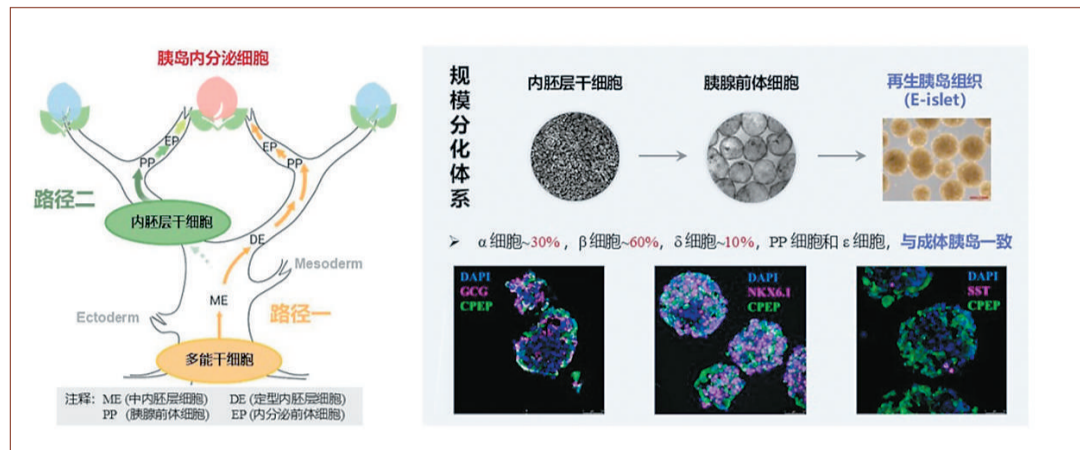 胰岛内分泌细胞
EP
EP
PP
PP
路径二
内胚层干细胞
DE
Mesoderm
ME
Ectoderm
路径一
多能干细胞
注释：ME (中内胚层细胞) DE (定型内胚层细胞)
PP (胰腺前体细胞) EP (内分泌前体细胞)
规模分化体系
内胚层干细胞
胰腺前体细胞
再生胰岛组织
(E-islet)
➢ α细胞~30%，β细胞~60%，δ细胞~10%，PP 细胞和 ε细胞，与成体胰岛一致
DAPI
GCG
CPEP
DAPI
NKX6.1
CPEP
DAPI
SST
CPEP